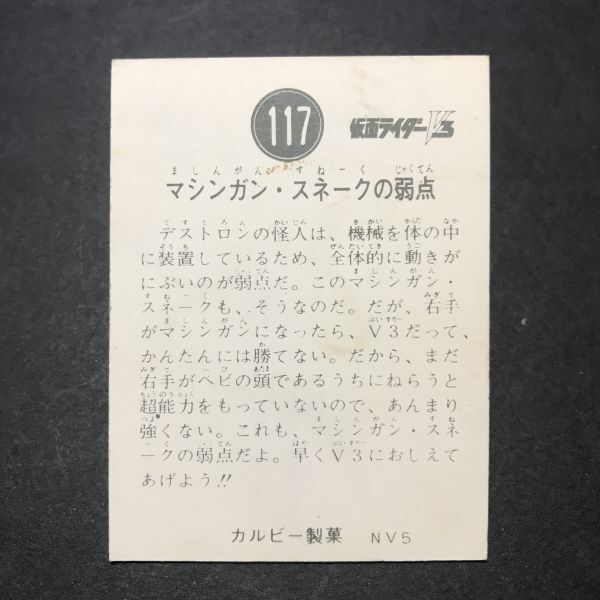 117
仮面ライダーV3
ましんがん すねーく じゃくてん
マシンガン・スネークの弱点
デストロンの怪人は、機械を体の中
に装置しているため、全体的に動きが
にぶいのが弱点だ。このマシンガン・
スネークも、そうなのだ。だが、右手
がマシンガンになったら、V3だって、
かんたんには勝てない。だから、まだ
右手がヘビの頭であるうちにねらうと
超能力をもっていないので、あんまり
強くない。これも、マシンガン・スネ
ークの弱点だよ。早くV3におしえて
あげよう!!
カルビー製菓 NV5